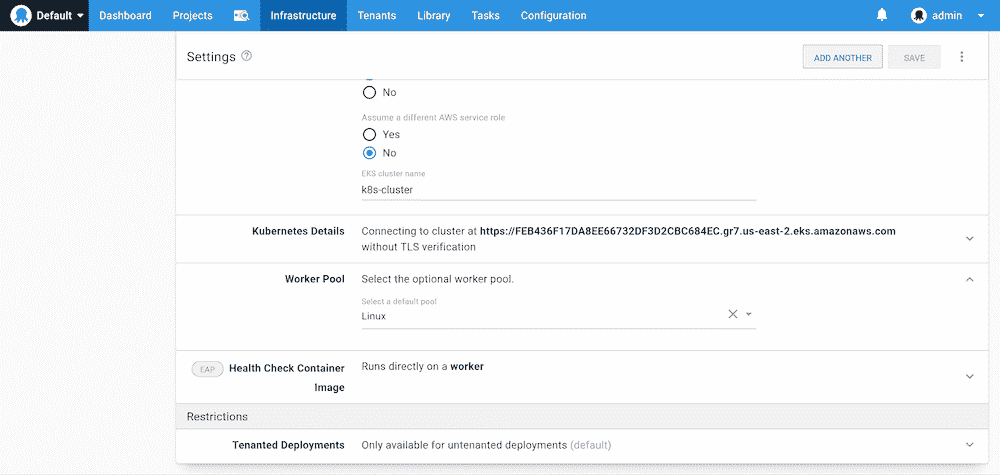 Default Dashboard Projects Infrastructure Tenants Library Tasks Configuration admin
Settings ADD ANOTHER SAVE
No
Assume a different AWS service role
Yes
No
EKS cluster name
k8s-cluster
Kubernetes Details Connecting to cluster at https://FEB436F17DA8EE66732DF3D2CBC684EC.gr7.us-east-2.eks.amazonaws.com
without TLS verification
Worker Pool Select the optional worker pool.
Select a default pool
Linux
EAP Health Check Container Runs directly on a worker
Image
Restrictions
Tenanted Deployments Only available for untenanted deployments (default)